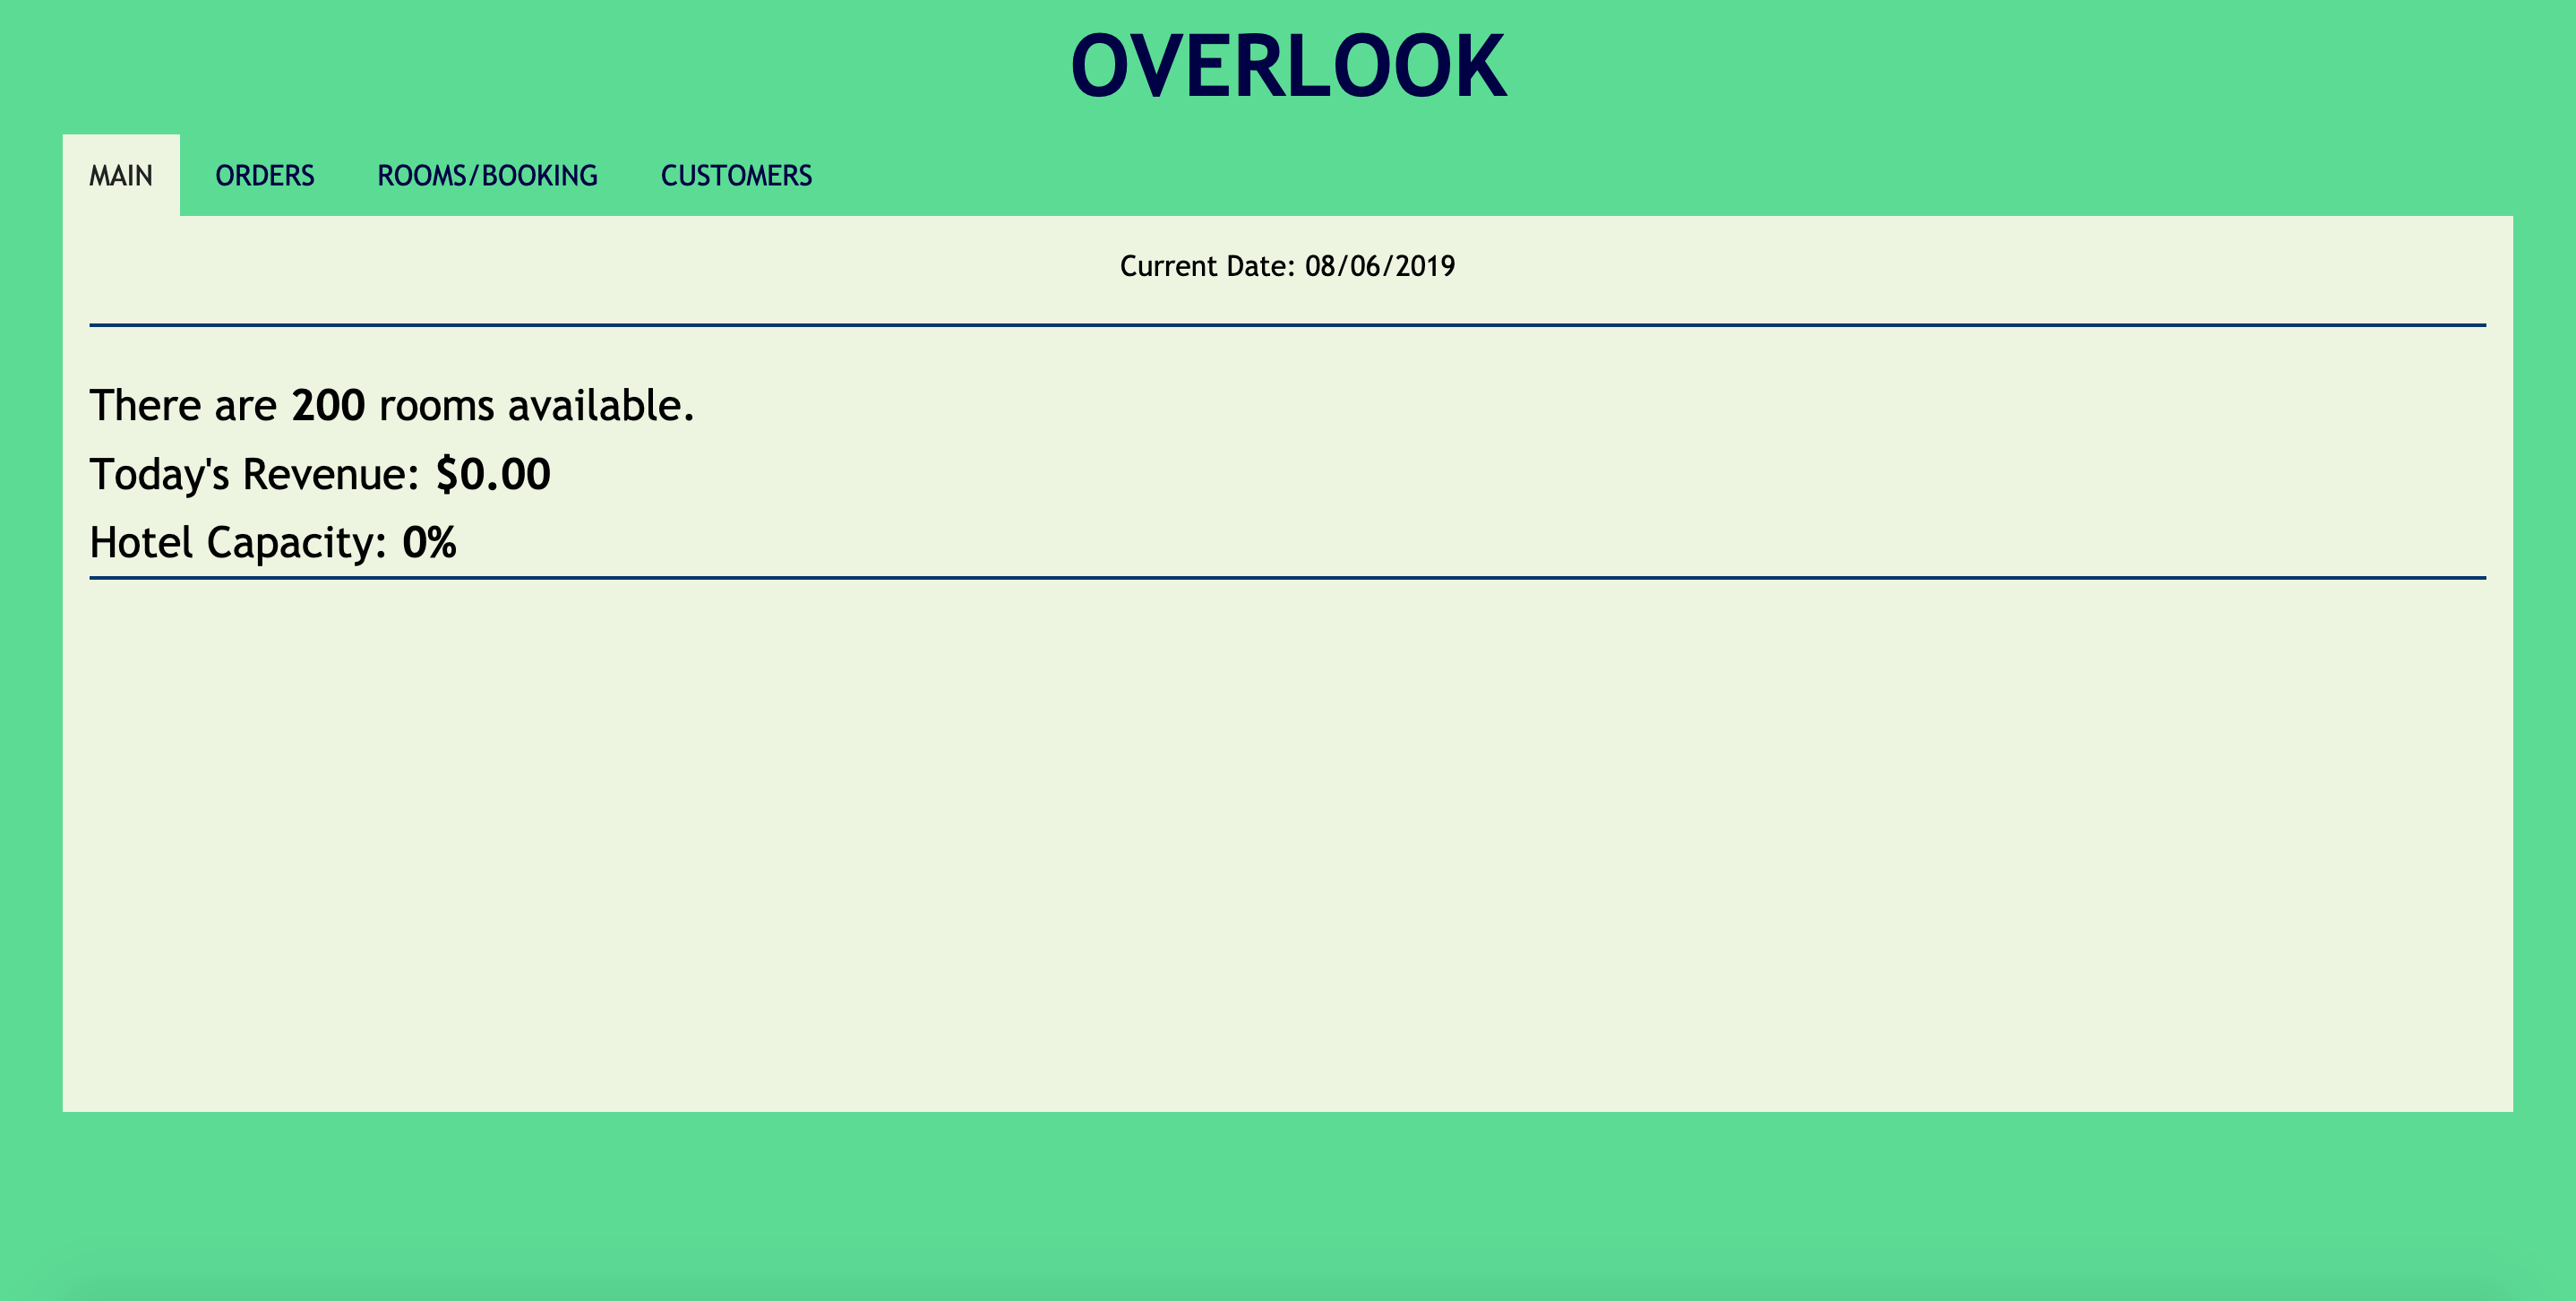 OVERLOOK
MAIN ORDERS ROOMS/BOOKING CUSTOMERS
Current Date: 08/06/2019
There are 200 rooms available.
Today's Revenue: $0.00
Hotel Capacity: 0%